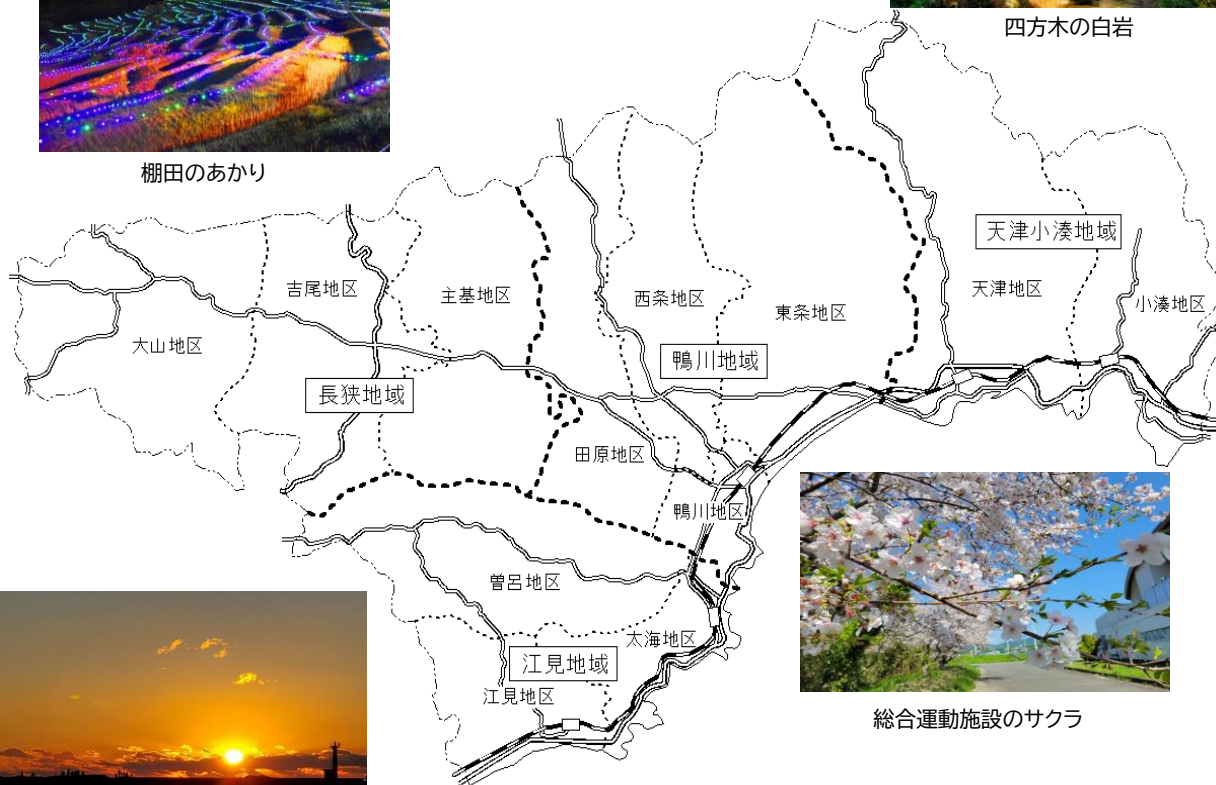 四方木の白岩
棚田のあかり
天津小湊地域
吉尾地区
主基地区
西条地区
東条地区
天津地区
小湊地区
大山地区
鴨川地域
長狭地域
田原地区
鴨川地区
曽呂地区
太海地区
江見地域
江見地区
総合運動施設のサクラ